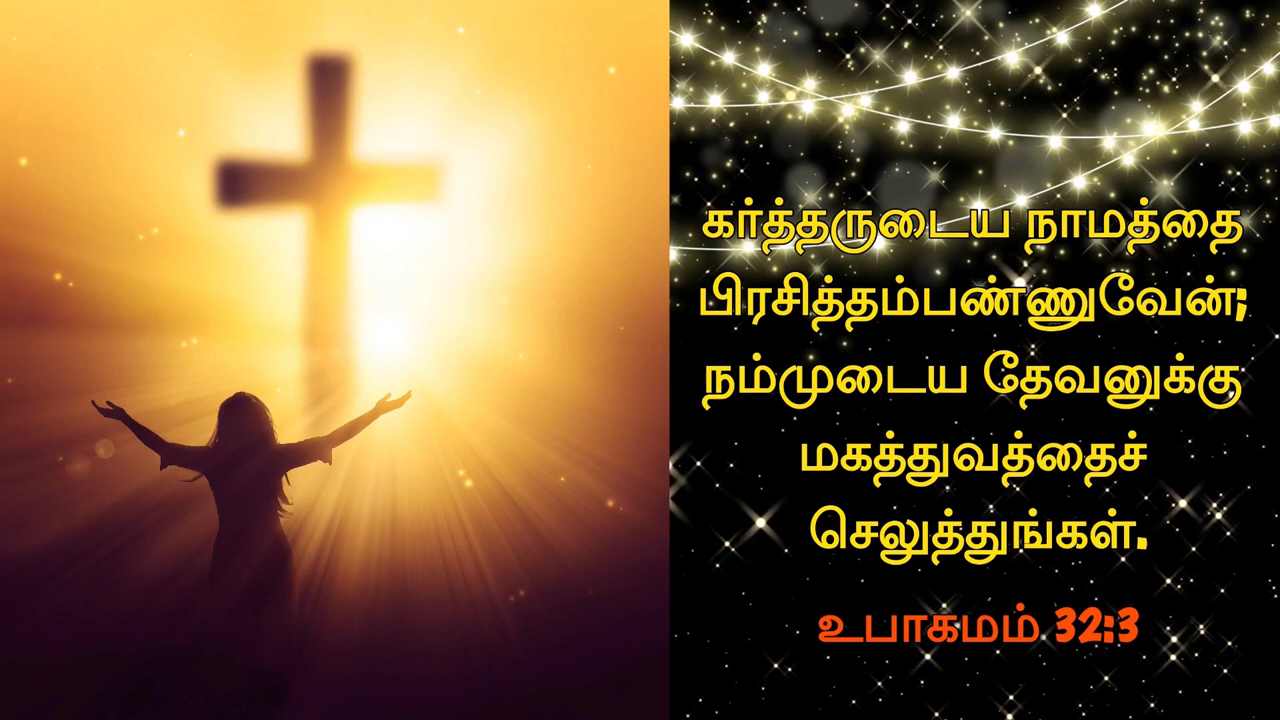 கர்த்தருடைய நாமத்தை
பிரசித்தம்பண்ணுவேன்;
நம்முடைய தேவனுக்கு
மகத்துவத்தைச்
செலுத்துங்கள்.
உபாகமம் 32:3